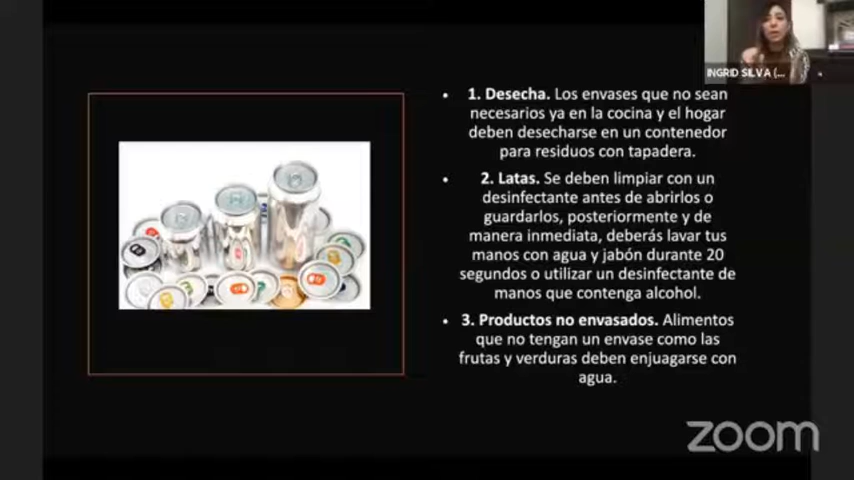 INGRID SILVA (...
• 1. Desecha. Los envases que no sean
necesarios ya en la cocina y el hogar
deben desecharse en un contenedor
para residuos con tapadera.
• 2. Latas. Se deben limpiar con un
desinfectante antes de abrirlos o
guardarlos, posteriormente y de
manera inmediata, deberás lavar tus
manos con agua y jabón durante 20
segundos o utilizar un desinfectante de
manos que contenga alcohol.
• 3. Productos no envasados. Alimentos
que no tengan un envase como las
frutas y verduras deben enjuagarse con
agua.
zoom